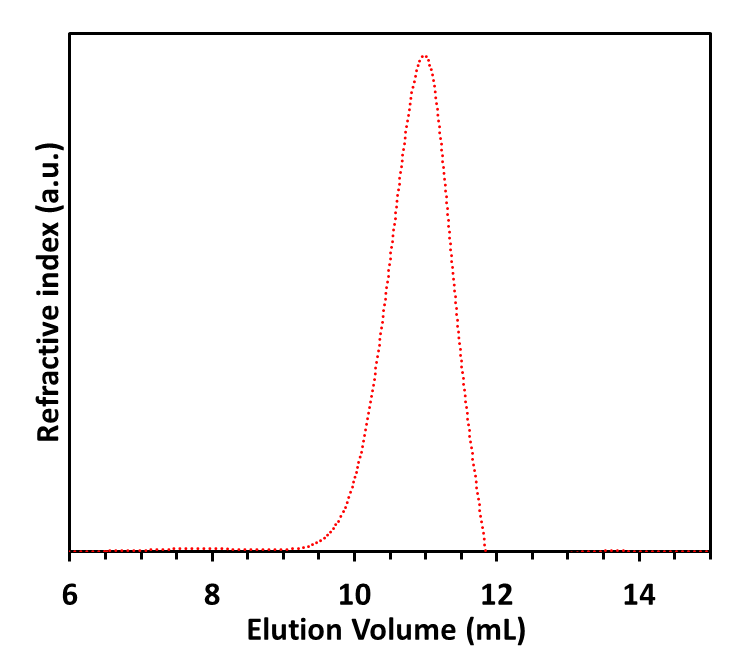 Refractive index (a.u.)
6 8 10 12 14
Elution Volume (mL)